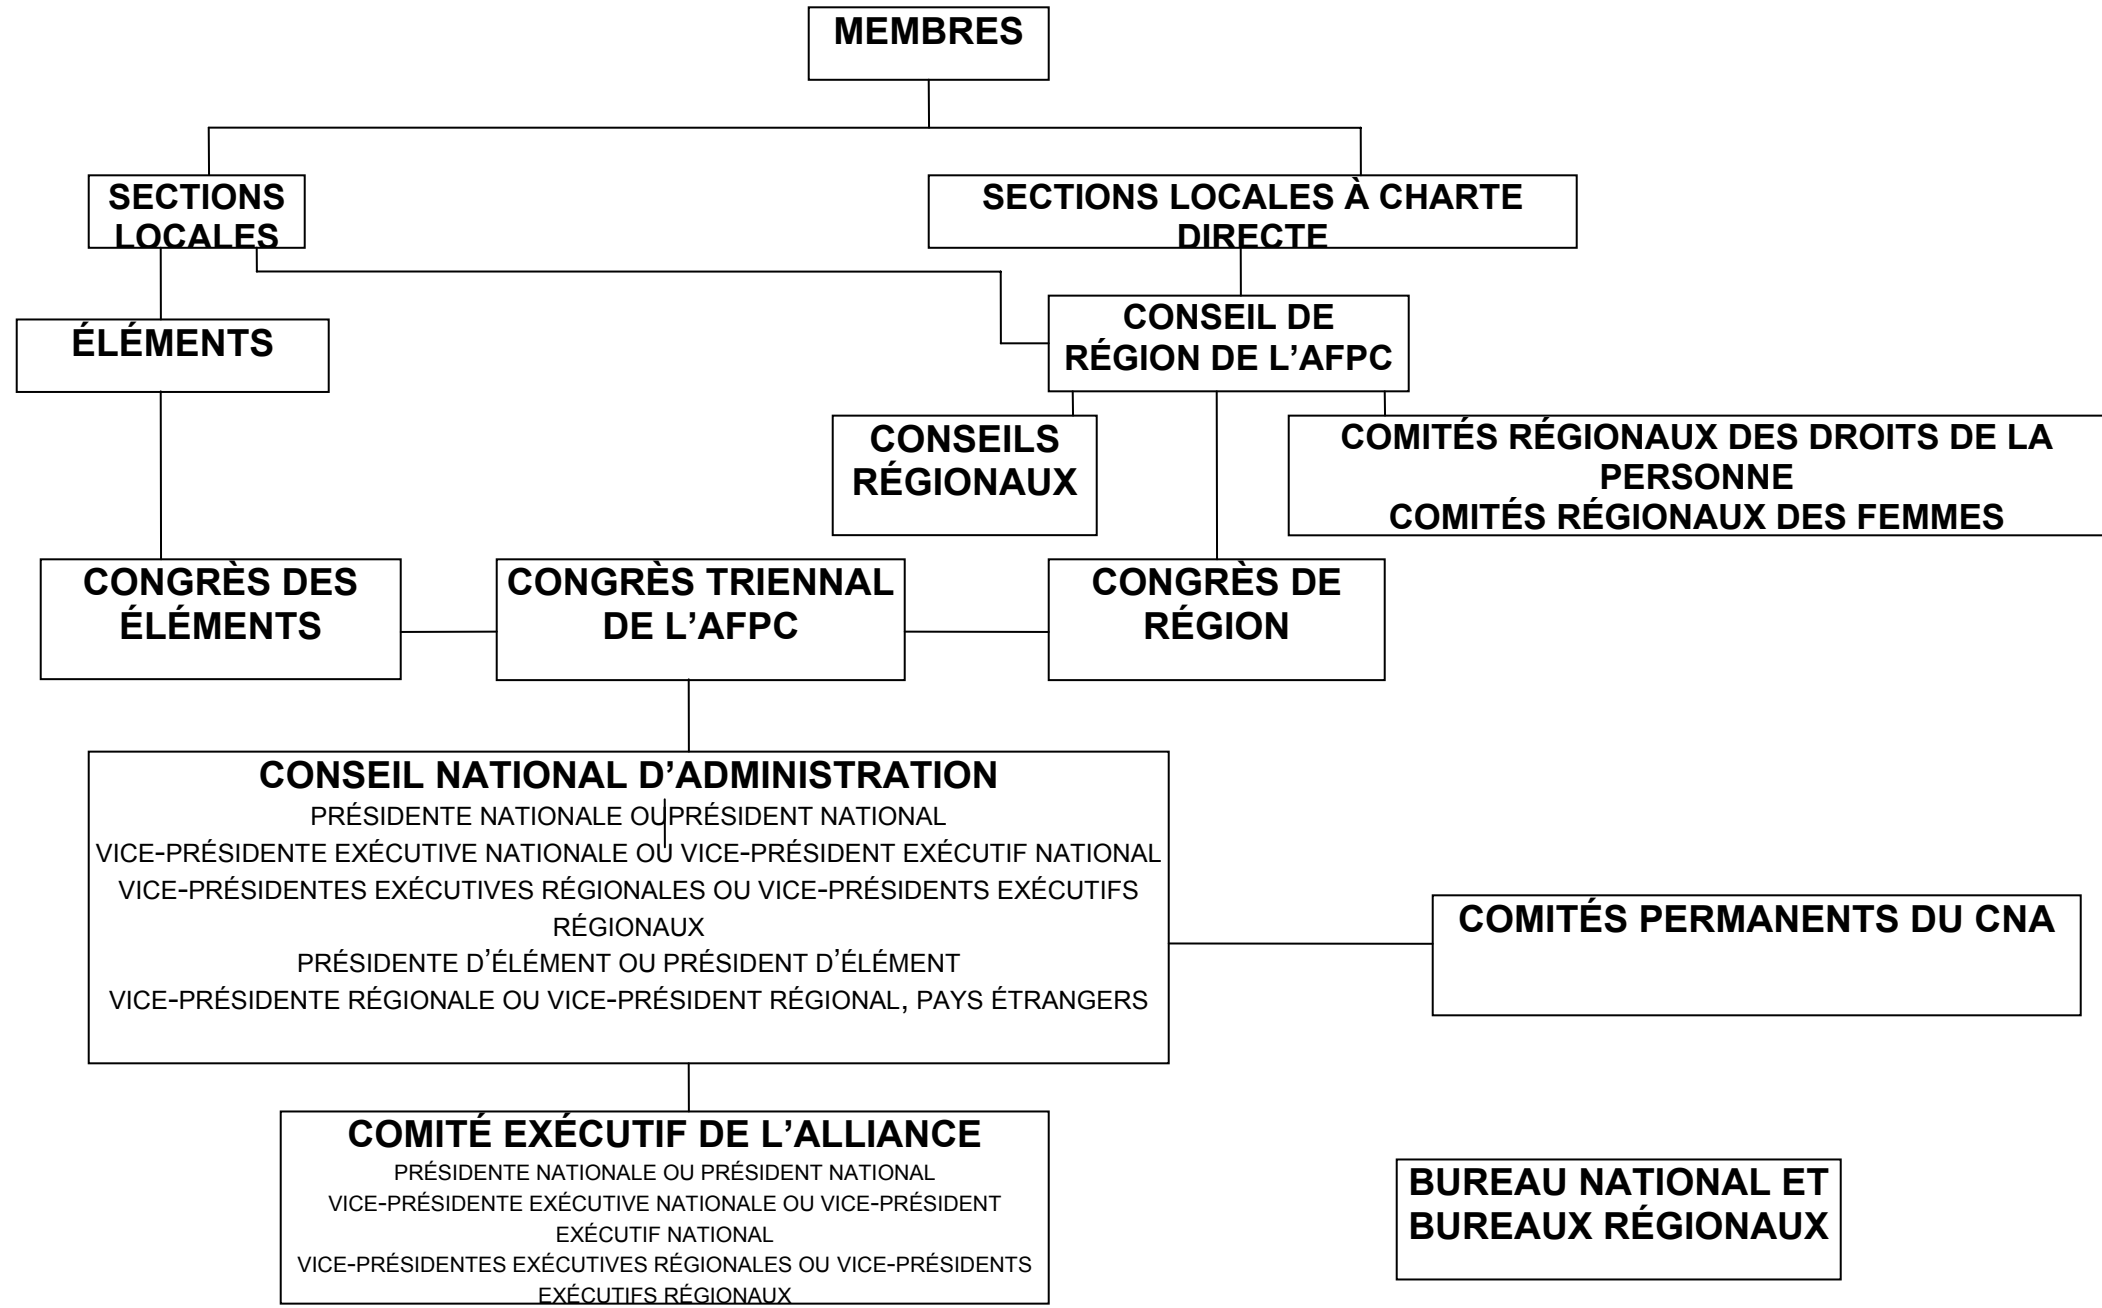 MEMBRES
SECTIONS
LOCALES
SECTIONS LOCALES À CHARTE
DIRECTE
ÉLÉMENTS
CONSEIL DE
RÉGION DE L’AFPC
CONSEILS
RÉGIONAUX
COMITÉS RÉGIONAUX DES DROITS DE LA
PERSONNE
COMITÉS RÉGIONAUX DES FEMMES
CONGRÈS DES
ÉLÉMENTS
CONGRÈS TRIENNAL
DE L’AFPC
CONGRÈS DE
RÉGION
CONSEIL NATIONAL D’ADMINISTRATION
PRÉSIDENTE NATIONALE OUPRÉSIDENT NATIONAL
VICE-PRÉSIDENTE EXÉCUTIVE NATIONALE OU VICE-PRÉSIDENT EXÉCUTIF NATIONAL
VICE-PRÉSIDENTES EXÉCUTIVES RÉGIONALES OU VICE-PRÉSIDENTS EXÉCUTIFS
RÉGIONAUX
PRÉSIDENTE D’ÉLÉMENT OU PRÉSIDENT D’ÉLÉMENT
VICE-PRÉSIDENTE RÉGIONALE OU VICE-PRÉSIDENT RÉGIONAL, PAYS ÉTRANGERS
COMITÉS PERMANENTS DU CNA
COMITÉ EXÉCUTIF DE L’ALLIANCE
PRÉSIDENTE NATIONALE OU PRÉSIDENT NATIONAL
VICE-PRÉSIDENTE EXÉCUTIVE NATIONALE OU VICE-PRÉSIDENT
EXÉCUTIF NATIONAL
VICE-PRÉSIDENTES EXÉCUTIVES RÉGIONALES OU VICE-PRÉSIDENTS
EXÉCUTIFS RÉGIONAUX
BUREAU NATIONAL ET
BUREAUX RÉGIONAUX